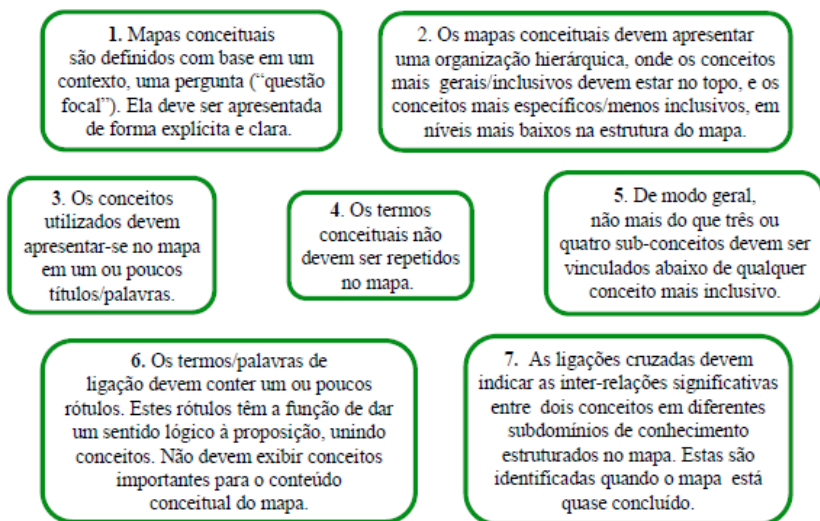 1. Mapas conceituais
são definidos com base em um
contexto, uma pergunta (“questão
focal”). Ela deve ser apresentada
de forma explícita e clara.
2. Os mapas conceituais devem apresentar
uma organização hierárquica, onde os conceitos
mais gerais/inclusivos devem estar no topo, e os
conceitos mais específicos/menos inclusivos, em
níveis mais baixos na estrutura do mapa.
3. Os conceitos
utilizados devem
apresentar-se no mapa
em um ou poucos
títulos/palavras.
4. Os termos
conceituais não
devem ser repetidos
no mapa.
5. De modo geral,
não mais do que três ou
quatro sub-conceitos devem ser
vinculados abaixo de qualquer
conceito mais inclusivo.
6. Os termos/palavras de
ligação devem conter um ou poucos
rótulos. Estes rótulos têm a função de dar
um sentido lógico à proposição, unindo
conceitos. Não devem exibir conceitos
importantes para o conteúdo
conceitual do mapa.
7. As ligações cruzadas devem
indicar as inter-relações significativas
entre dois conceitos em diferentes
subdomínios de conhecimento
estruturados no mapa. Estas são
identificadas quando o mapa está
quase concluído.